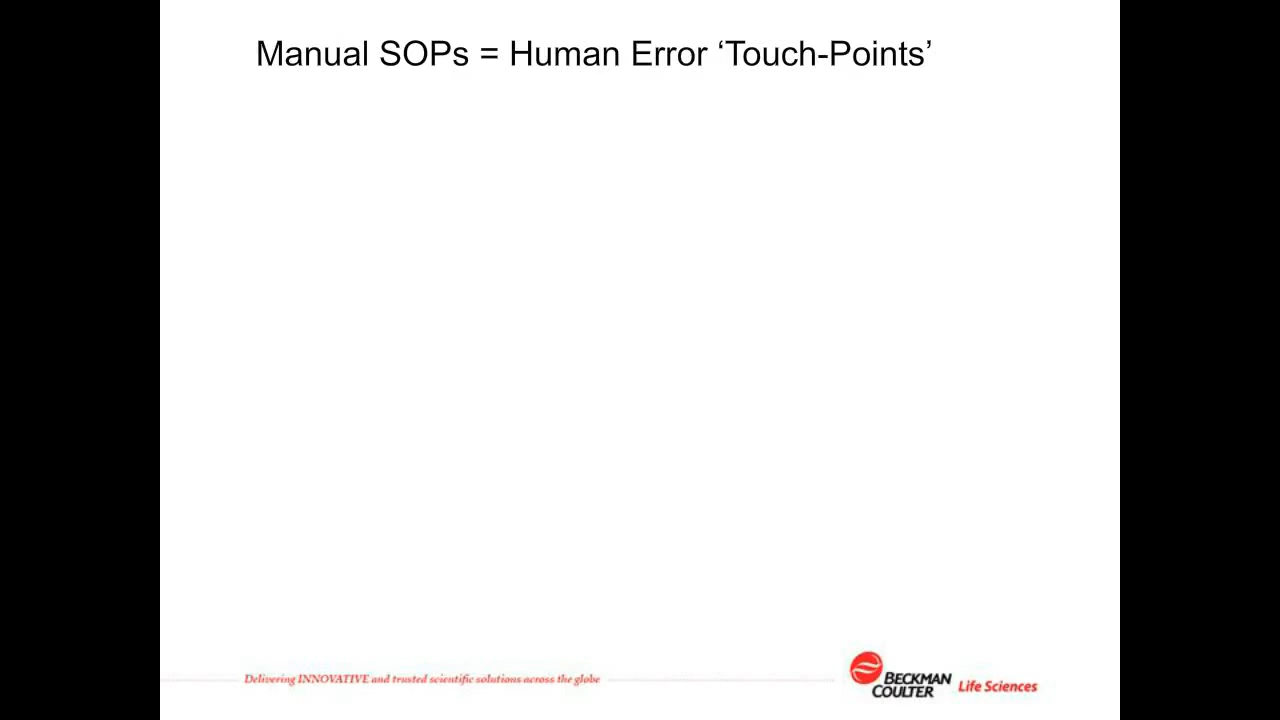 Manual SOPs = Human Error ‘Touch-Points’
Delivering INNOVATIVE and trusted scientific solutions across the globe
BECKMAN
COULTER
Life Sciences